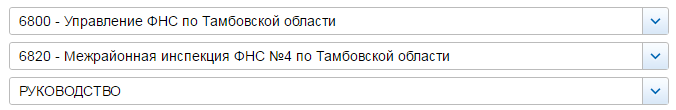 6800 - Управление ФНС по Тамбовской области
6820 - Межрайонная инспекция ФНС №4 по Тамбовской области
РУКОВОДСТВО